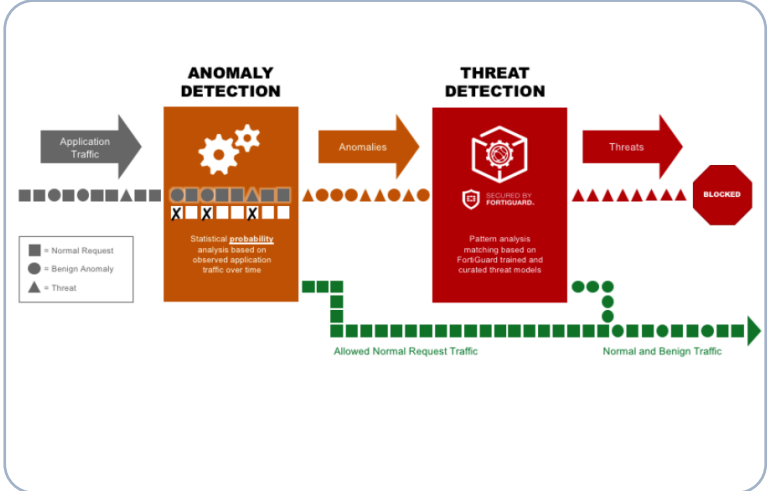 ANOMALY
DETECTION
THREAT
DETECTION
Application
Traffic
Anomalies
Threats
SECURED BY
FORTIGUARD.
BLOCKED
X X X
Statistical probability
analysis based on
observed application
traffic over time
Pattern analysis
matching based on
FortiGuard trained and
curated threat models
= Normal Request
= Benign Anomaly
= Threat
Allowed Normal Request Traffic
Normal and Benign Traffic